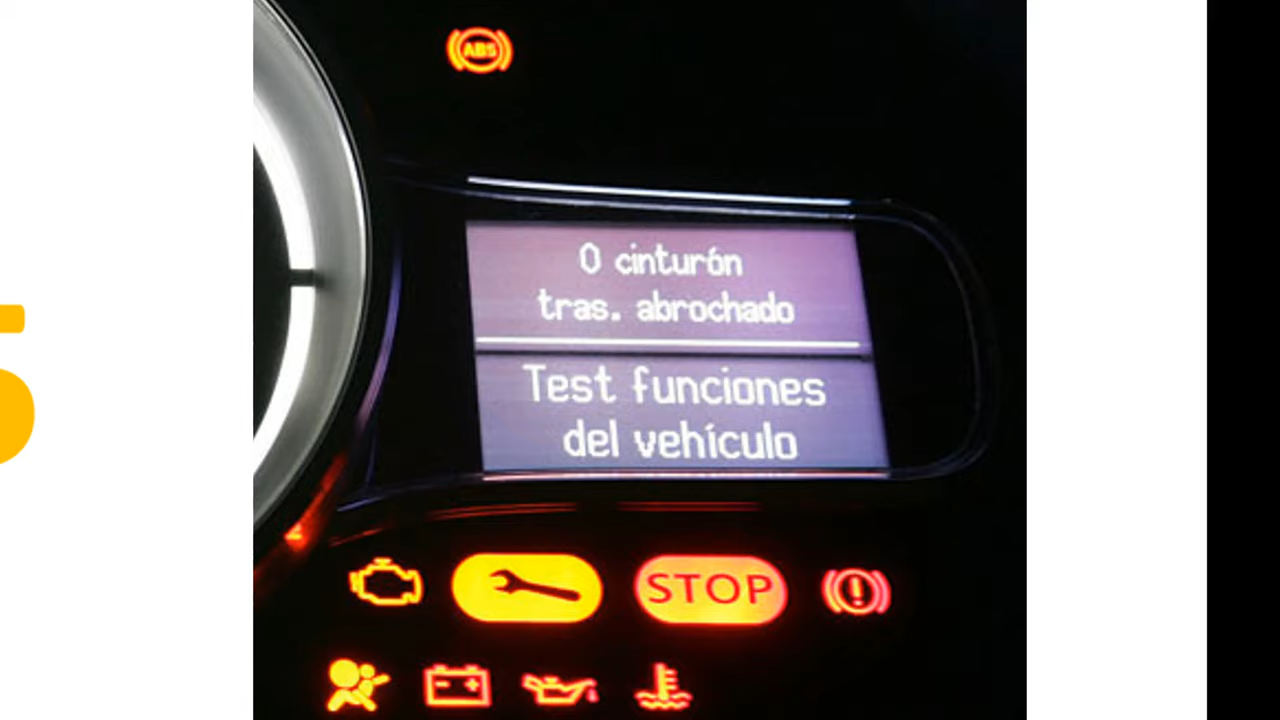 ABS
0 cinturón
tras. abrochado
Test funciones
del vehículo
STOP